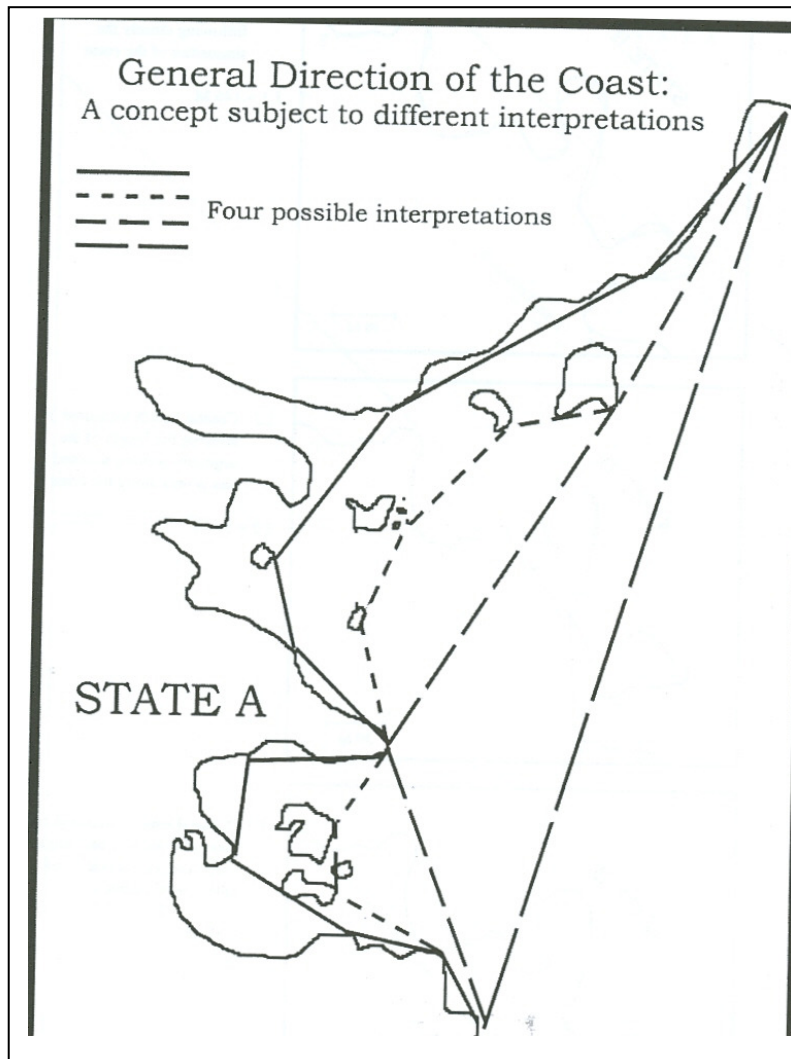 General Direction of the Coast:
A concept subject to different interpretations
Four possible interpretations
STATE A